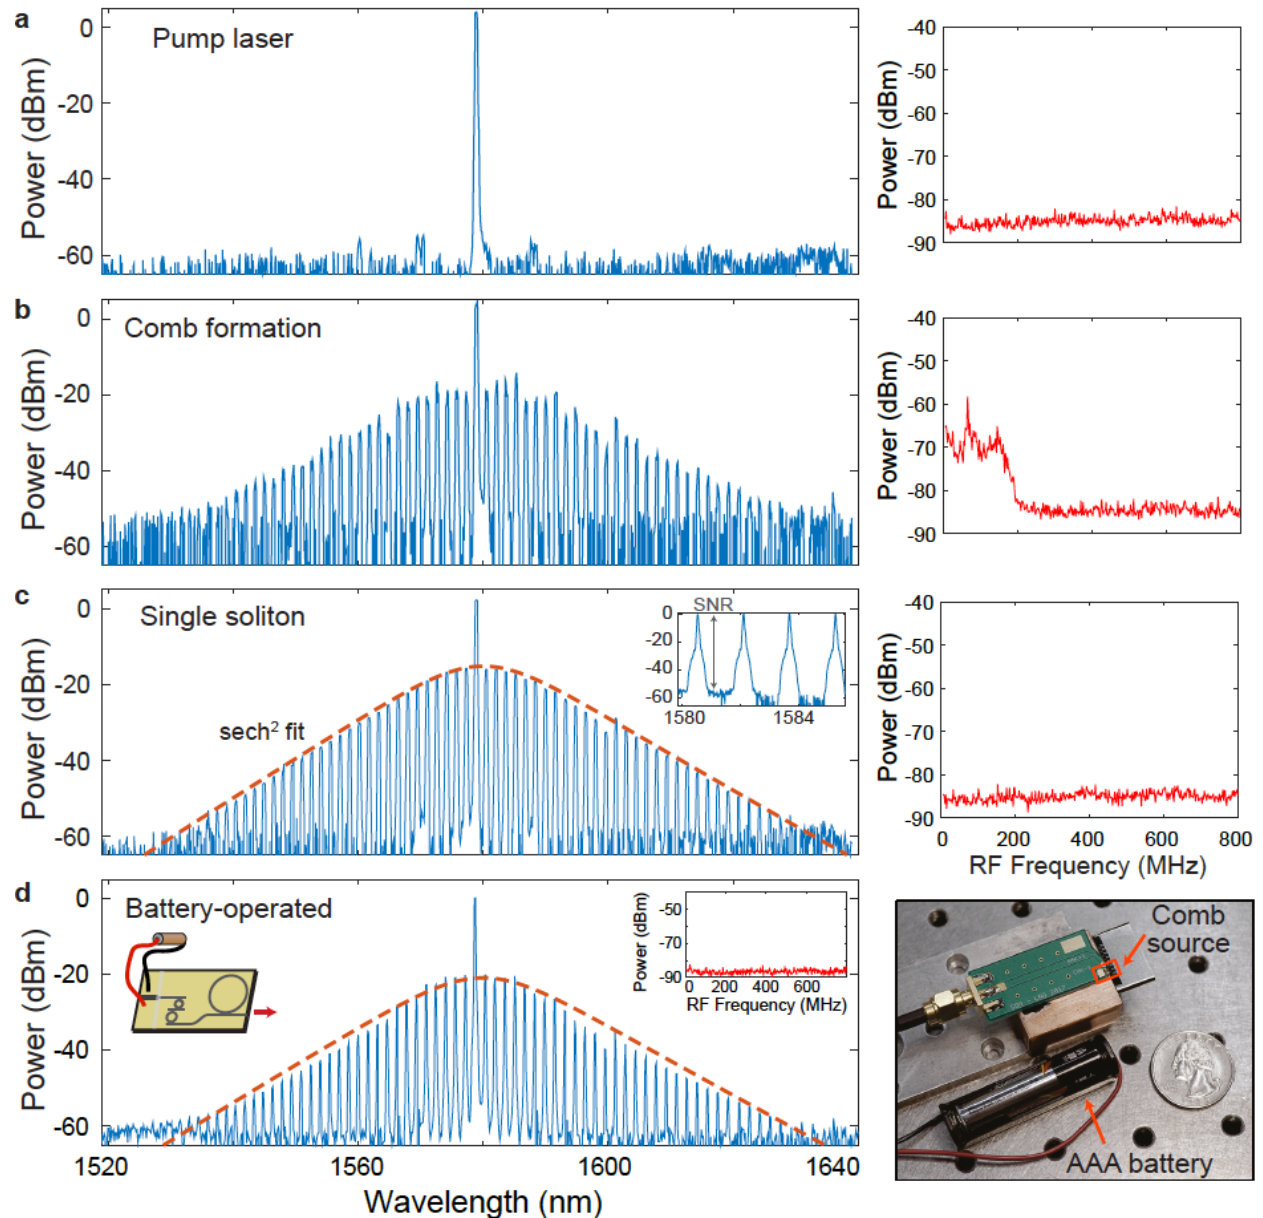 a
Pump laser
Power (dBm)
0
-20
-40
-60
Power (dBm)
-40
-50
-60
-70
-80
-90
b
Comb formation
Power (dBm)
0
-20
-40
-60
Power (dBm)
-40
-50
-60
-70
-80
-90
c
Single soliton
sech² fit
Power (dBm)
0
-20
-40
-60
SNR
0
-20
-40
-60
1580
1584
Power (dBm)
-40
-50
-60
-70
-80
-90
0 200 400 600 800
RF Frequency (MHz)
d
Battery-operated
Power (dBm)
0
-20
-40
-60
Power (dBm)
-50
-70
-90
0 200 400 600
RF Frequency (MHz)
1520 1560 1600 1640
Wavelength (nm)
Comb
source
AAA battery